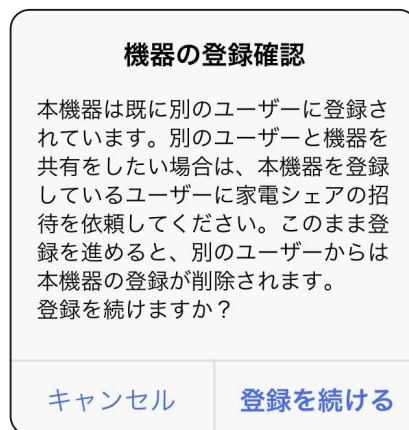 機器の登録確認
本機器は既に別のユーザーに登録さ
れています。別のユーザーと機器を
共有をしたい場合は、本機器を登録
しているユーザーに家電シェアの招
待を依頼してください。このまま登
録を進めると、別のユーザーからは
本機器の登録が削除されます。
登録を続けますか？
キャンセル 登録を続ける